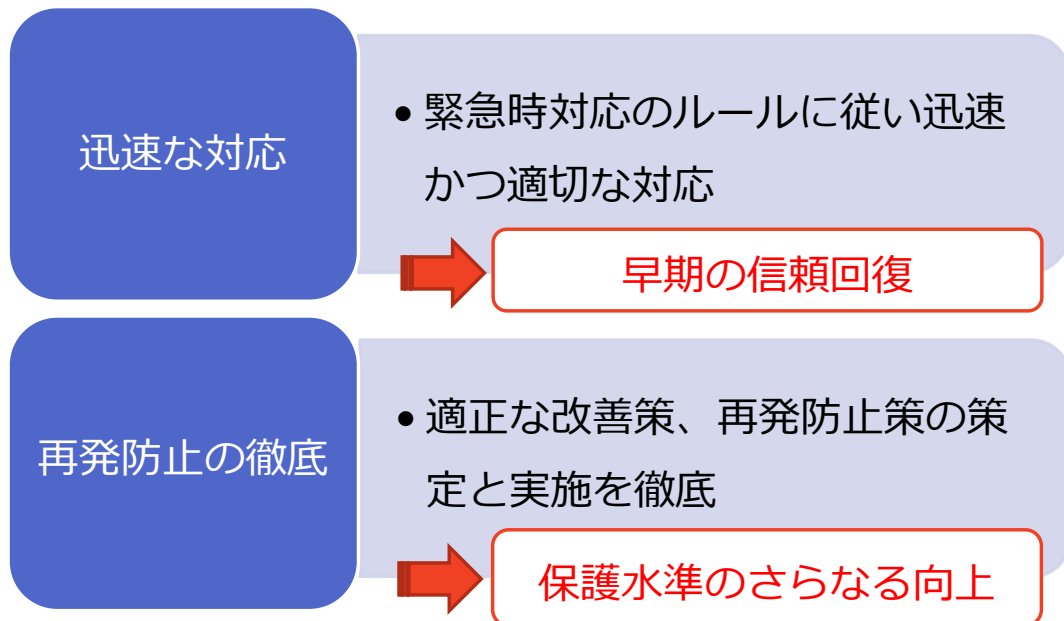 迅速な対応
• 緊急時対応のルールに従い迅速
かつ適切な対応
早期の信頼回復
再発防止の徹底
• 適正な改善策、再発防止策の策
定と実施を徹底
保護水準のさらなる向上